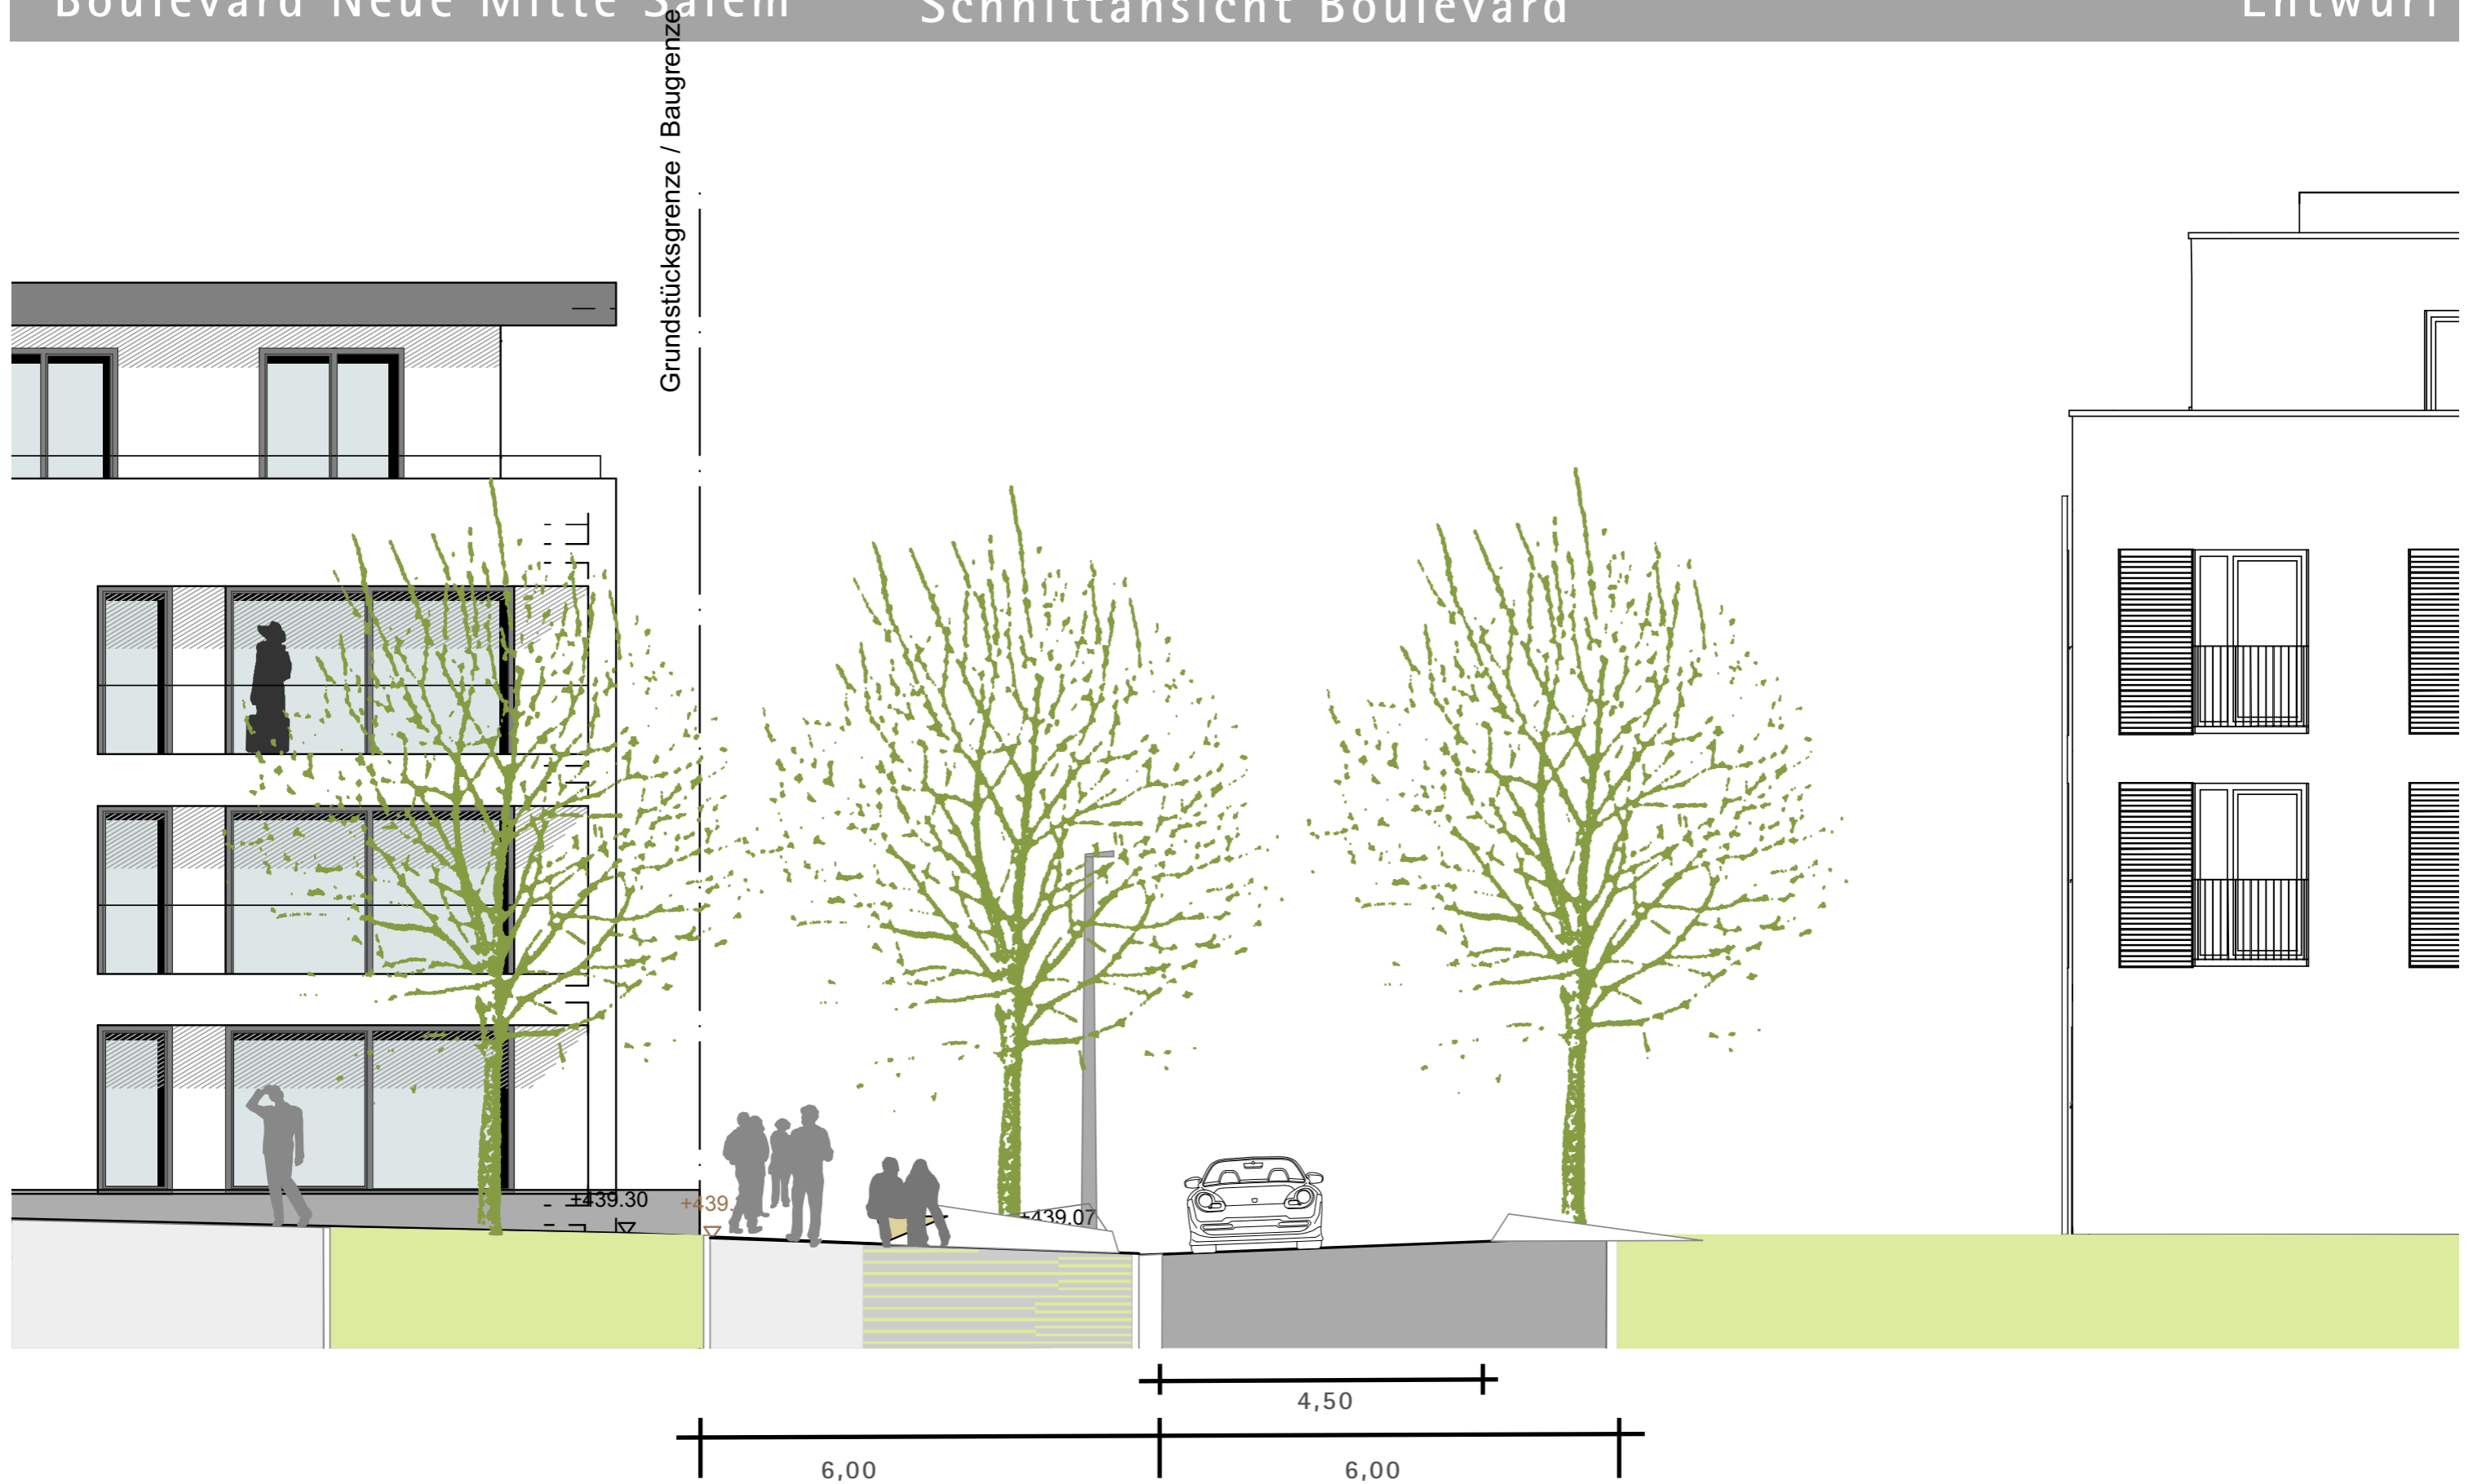 Boulevard Neue Mitte Salem
Schnittansicht Boulevard
Entwurf
Grundstücksgrenze / Baugrenze
+439.30
+439.
+439.07
4,50
6,00
6,00